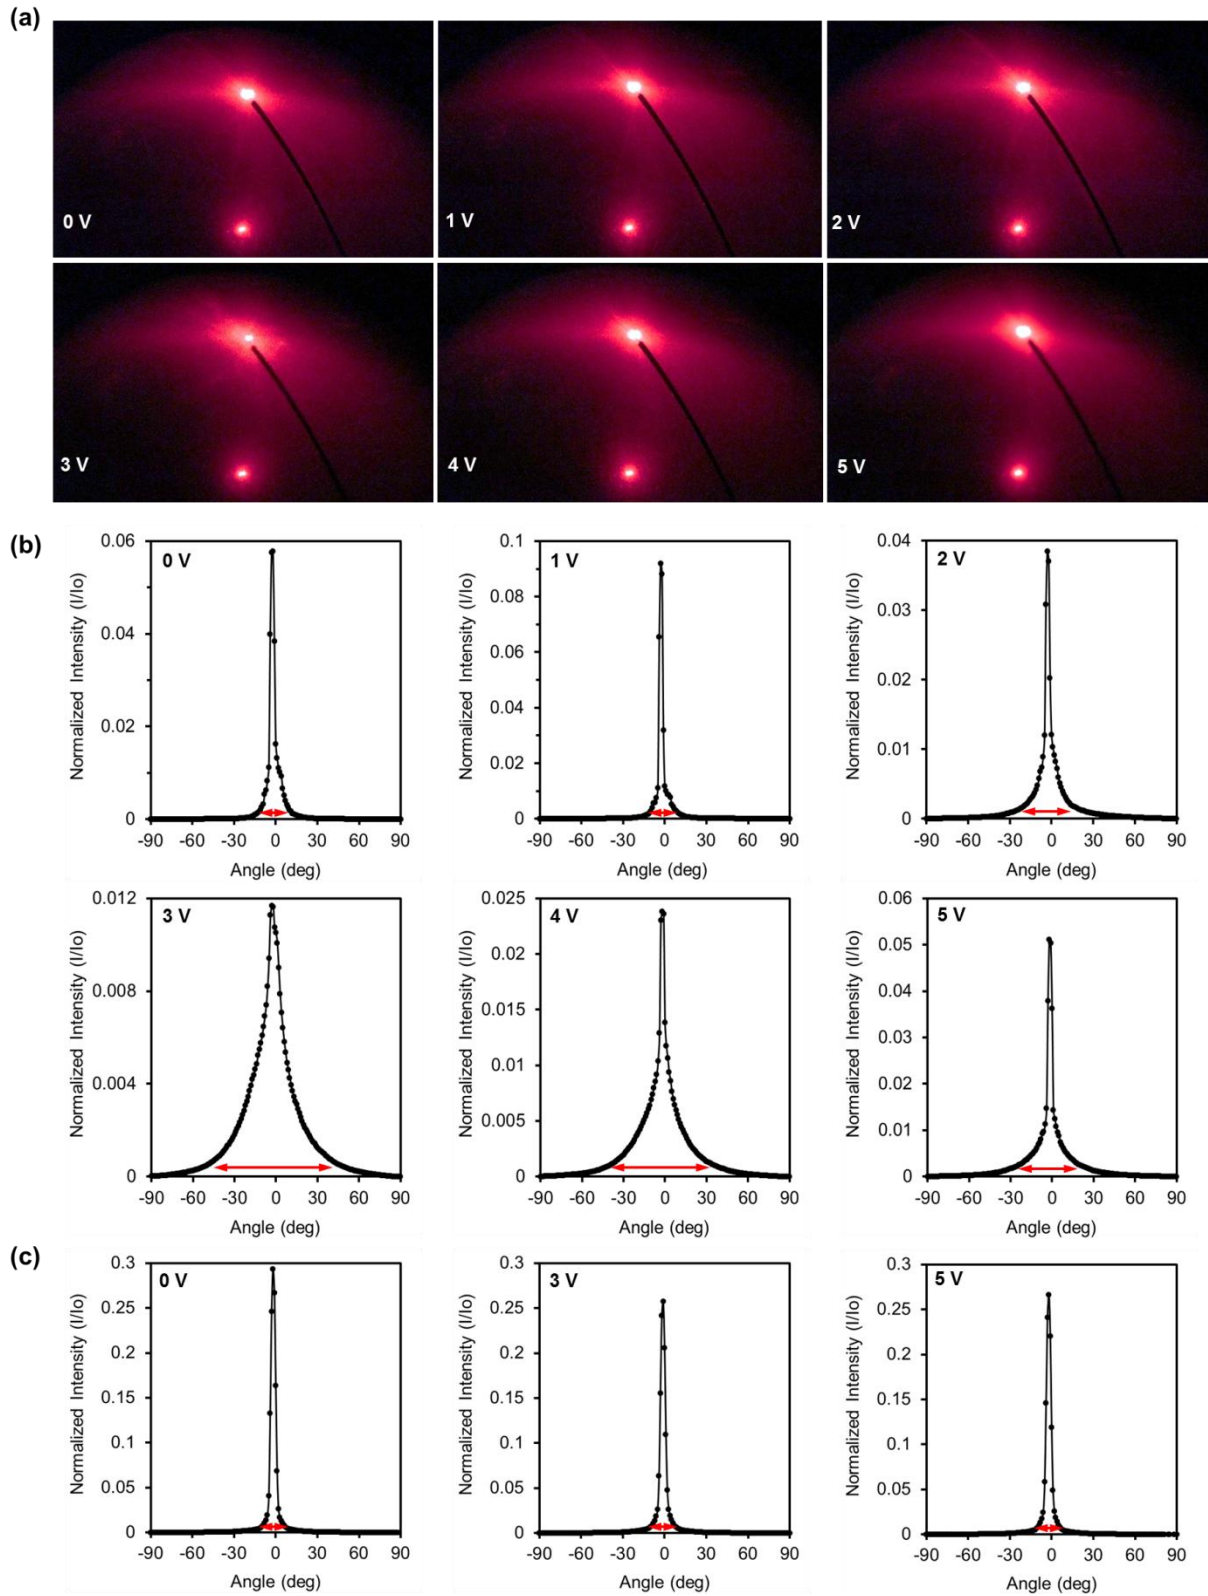 (a)
0 V
1 V
2 V
3 V
4 V
5 V
(b)
0 V
Normalized Intensity (I/Io)
0.06
0.04
0.02
0
-90 -60 -30 0 30 60 90
Angle (deg)
1 V
Normalized Intensity (I/Io)
0.1
0.08
0.06
0.04
0.02
0
-90 -60 -30 0 30 60 90
Angle (deg)
2 V
Normalized Intensity (I/Io)
0.04
0.03
0.02
0.01
0
-90 -60 -30 0 30 60 90
Angle (deg)
3 V
Normalized Intensity (I/Io)
0.012
0.008
0.004
0
-90 -60 -30 0 30 60 90
Angle (deg)
4 V
Normalized Intensity (I/Io)
0.025
0.02
0.015
0.01
0.005
0
-90 -60 -30 0 30 60 90
Angle (deg)
5 V
Normalized Intensity (I/Io)
0.06
0.05
0.04
0.03
0.02
0.01
0
-90 -60 -30 0 30 60 90
Angle (deg)
(c)
0 V
Normalized Intensity (I/Io)
0.3
0.25
0.2
0.15
0.1
0.05
0
-90 -60 -30 0 30 60 90
Angle (deg)
3 V
Normalized Intensity (I/Io)
0.3
0.25
0.2
0.15
0.1
0.05
0
-90 -60 -30 0 30 60 90
Angle (deg)
5 V
Normalized Intensity (I/Io)
0.3
0.25
0.2
0.15
0.1
0.05
0
-90 -60 -30 0 30 60 90
Angle (deg)